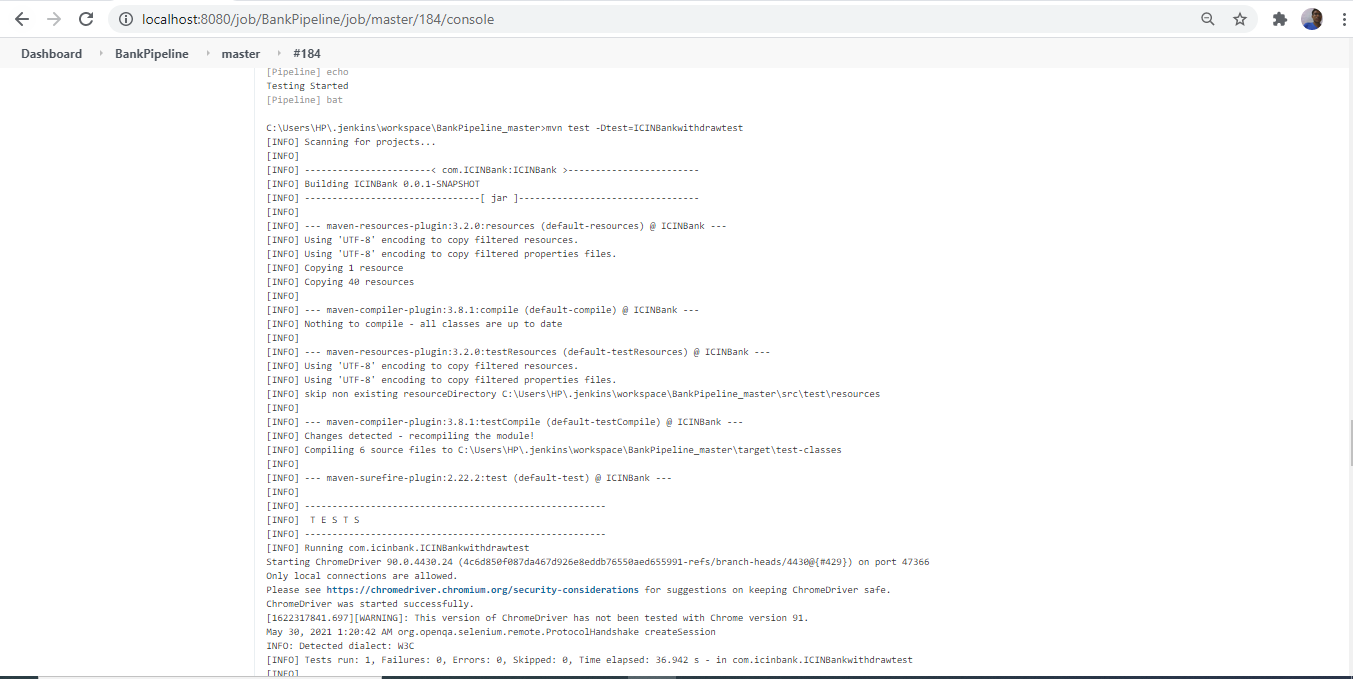 localhost:8080/job/BankPipeline/job/master/184/console
Dashboard BankPipeline master #184
[Pipeline] echo
Testing Started
[Pipeline] bat
C:\Users\HP\.jenkins\workspace\BankPipeline_master>mvn test -Dtest=ICINBankwithdrawtest
[INFO] Scanning for projects...
[INFO]
[INFO] -----------------------< com.ICINBank:ICINBank >------------------------
[INFO] Building ICINBank 0.0.1-SNAPSHOT
[INFO] --------------------------------[ jar ]---------------------------------
[INFO]
[INFO] --- maven-resources-plugin:3.2.0:resources (default-resources) @ ICINBank ---
[INFO] Using 'UTF-8' encoding to copy filtered resources.
[INFO] Using 'UTF-8' encoding to copy filtered properties files.
[INFO] Copying 1 resource
[INFO] Copying 40 resources
[INFO]
[INFO] --- maven-compiler-plugin:3.8.1:compile (default-compile) @ ICINBank ---
[INFO] Nothing to compile - all classes are up to date
[INFO]
[INFO] --- maven-resources-plugin:3.2.0:testResources (default-testResources) @ ICINBank ---
[INFO] Using 'UTF-8' encoding to copy filtered resources.
[INFO] Using 'UTF-8' encoding to copy filtered properties files.
[INFO] skip non existing resourceDirectory C:\Users\HP\.jenkins\workspace\BankPipeline_master\src\test\resources
[INFO]
[INFO] --- maven-compiler-plugin:3.8.1:testCompile (default-testCompile) @ ICINBank ---
[INFO] Changes detected - recompiling the module!
[INFO] Compiling 6 source files to C:\Users\HP\.jenkins\workspace\BankPipeline_master\target\test-classes
[INFO]
[INFO] --- maven-surefire-plugin:2.22.2:test (default-test) @ ICINBank ---
[INFO]
[INFO] -------------------------------------------------------
[INFO]  T E S T S
[INFO] -------------------------------------------------------
[INFO] Running com.icinbank.ICINBankwithdrawtest
Starting ChromeDriver 90.0.4430.24 (4c6d850f087da467d926e8eddb76550aed655991-refs/branch-heads/4430@{#429}) on port 47366
Only local connections are allowed.
Please see https://chromedriver.chromium.org/security-considerations for suggestions on keeping ChromeDriver safe.
ChromeDriver was started successfully.
[1622317841.697][WARNING]: This version of ChromeDriver has not been tested with Chrome version 91.
May 30, 2021 1:20:42 AM org.openqa.selenium.remote.ProtocolHandshake createSession
INFO: Detected dialect: W3C
[INFO] Tests run: 1, Failures: 0, Errors: 0, Skipped: 0, Time elapsed: 36.942 s - in com.icinbank.ICINBankwithdrawtest
[INFO]